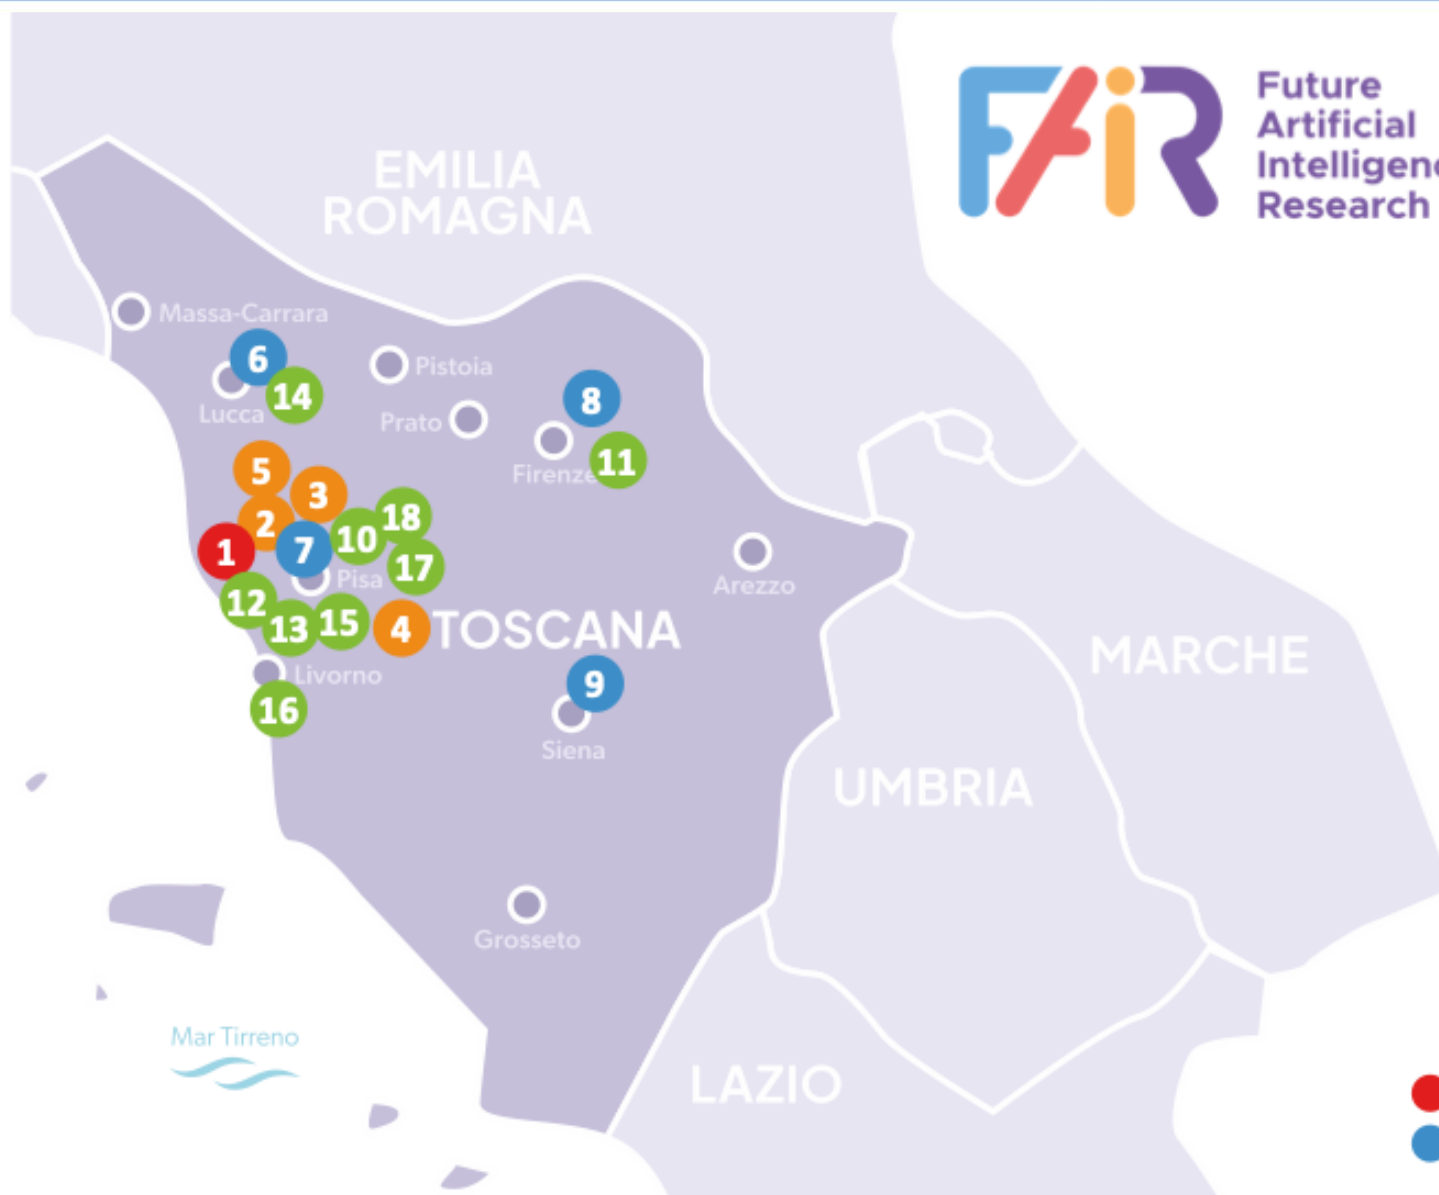 FAIR
Future
Artificial
Intelligenc
Research
EMILIA
ROMAGNA
Massa-Carrara
6
Pistoia
14
8
Lucca
Prato
Firenze
11
5
3
18
2
10
1
7
17
Pisa
Arezzo
12
13
15
4
TOSCANA
MARCHE
Livorno
9
16
Siena
UMBRIA
Grosseto
Mar Tirreno
LAZIO